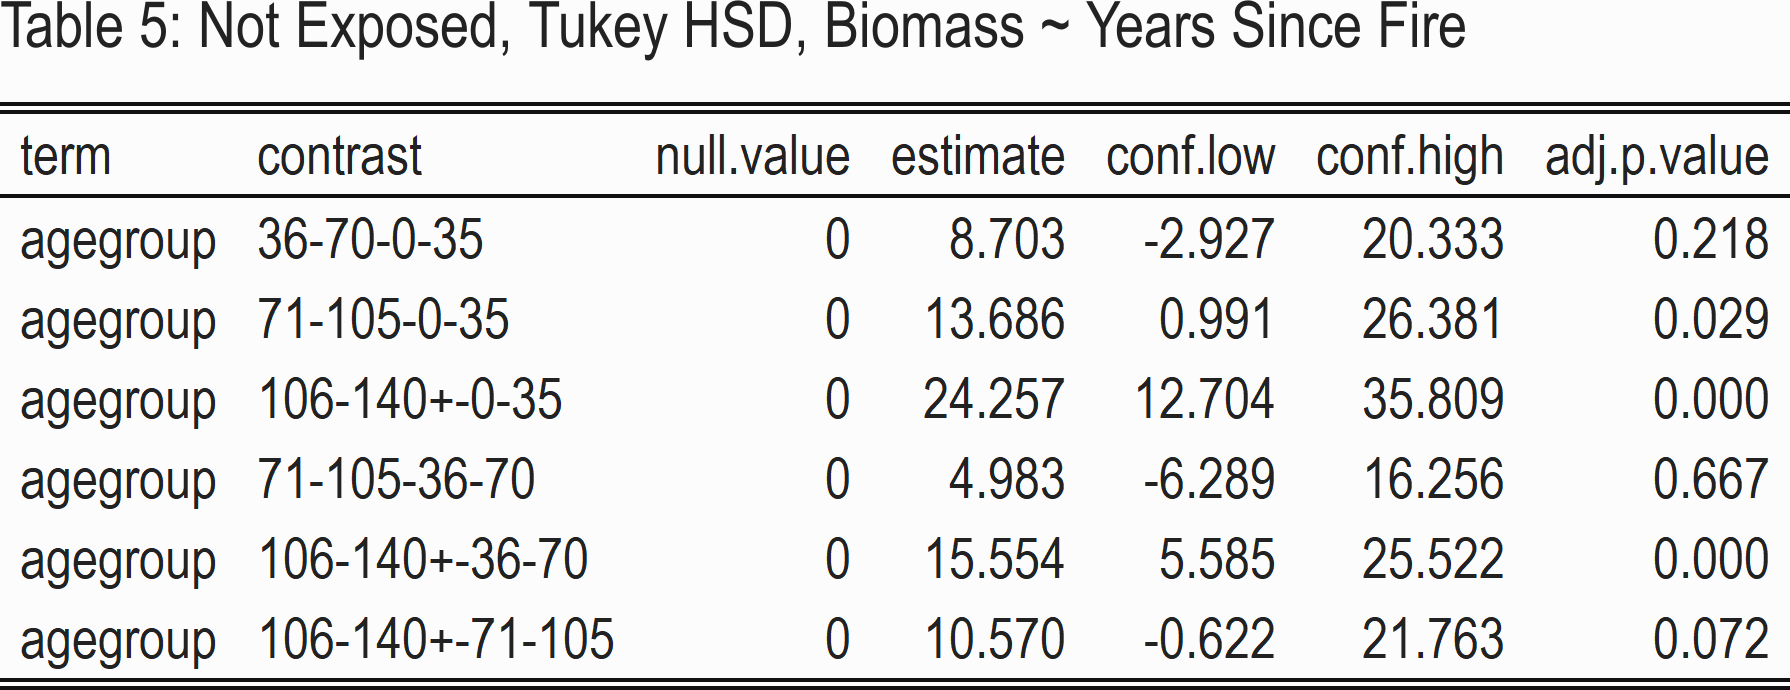 Table 5: Not Exposed, Tukey HSD, Biomass ~ Years Since Fire
term contrast null.value estimate conf.low conf.high adj.p.value
agegroup 36-70-0-35 0 8.703 -2.927 20.333 0.218
agegroup 71-105-0-35 0 13.686 0.991 26.381 0.029
agegroup 106-140+-0-35 0 24.257 12.704 35.809 0.000
agegroup 71-105-36-70 0 4.983 -6.289 16.256 0.667
agegroup 106-140+-36-70 0 15.554 5.585 25.522 0.000
agegroup 106-140+-71-105 0 10.570 -0.622 21.763 0.072